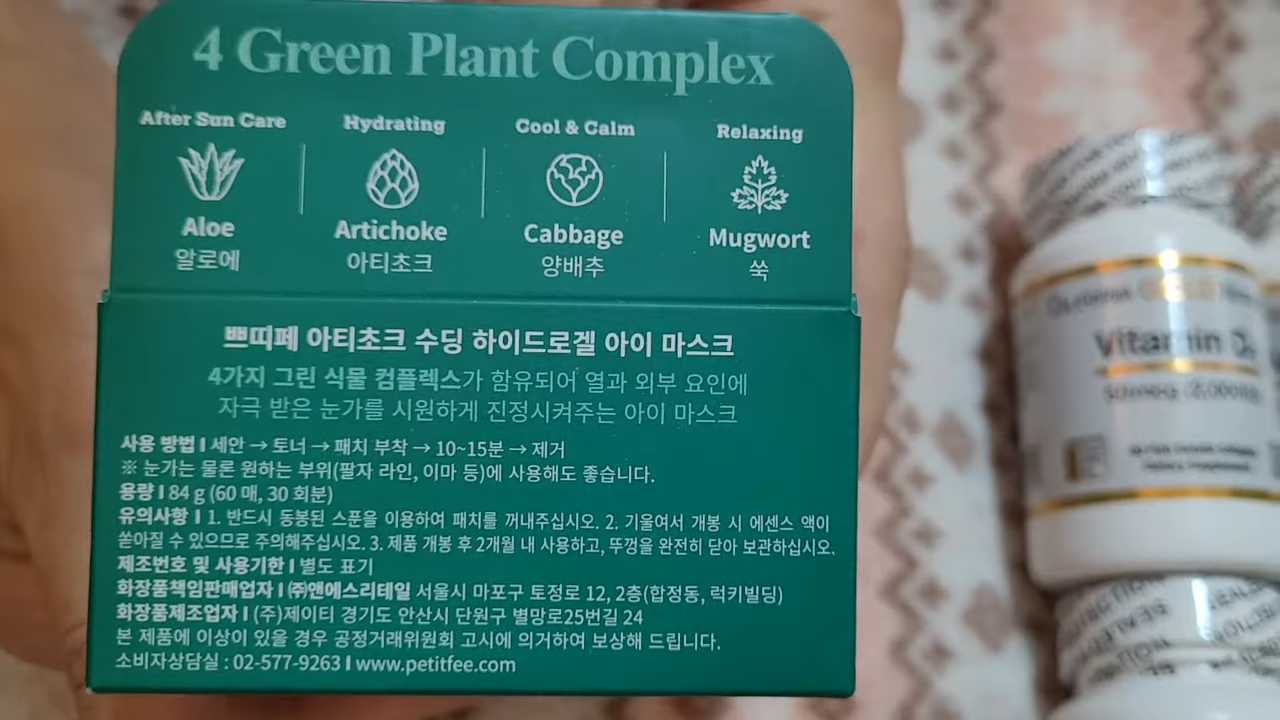 4 Green Plant Complex
After Sun Care
Hydrating
Cool & Calm
Relaxing
Aloe
Artichoke
Cabbage
Mugwort
알로에
아티초크
양배추
쑥
쁘띠페 아티초크 수딩 하이드로겔 아이 마스크
4가지 그린 식물 컴플렉스가 함유되어 열과 외부 요인에
자극 받은 눈가를 시원하게 진정시켜주는 아이 마스크
사용 방법 I 세안 → 토너 → 패치 부착 → 10~15분 → 제거
※ 눈가는 물론 원하는 부위(팔자 라인, 이마 등)에 사용해도 좋습니다.
용량 I 84 g (60 매, 30 회분)
유의사항 I 1. 반드시 동봉된 스푼을 이용하여 패치를 꺼내주십시오. 2. 기울여서 개봉 시 에센스 액이
쏟아질 수 있으므로 주의해주십시오. 3. 제품 개봉 후 2개월 내 사용하고, 뚜껑을 완전히 닫아 보관하십시오.
제조번호 및 사용기한 I 별도 표기
화장품책임판매업자 I ㈜앤에스리테일 서울시 마포구 토정로 12, 2층(합정동, 럭키빌딩)
화장품제조업자 I (주)제이티 경기도 안산시 단원구 별망로25번길 24
본 제품에 이상이 있을 경우 공정거래위원회 고시에 의거하여 보상해 드립니다.
소비자상담실 : 02-577-9263 I www.petitfee.com
Vitamin